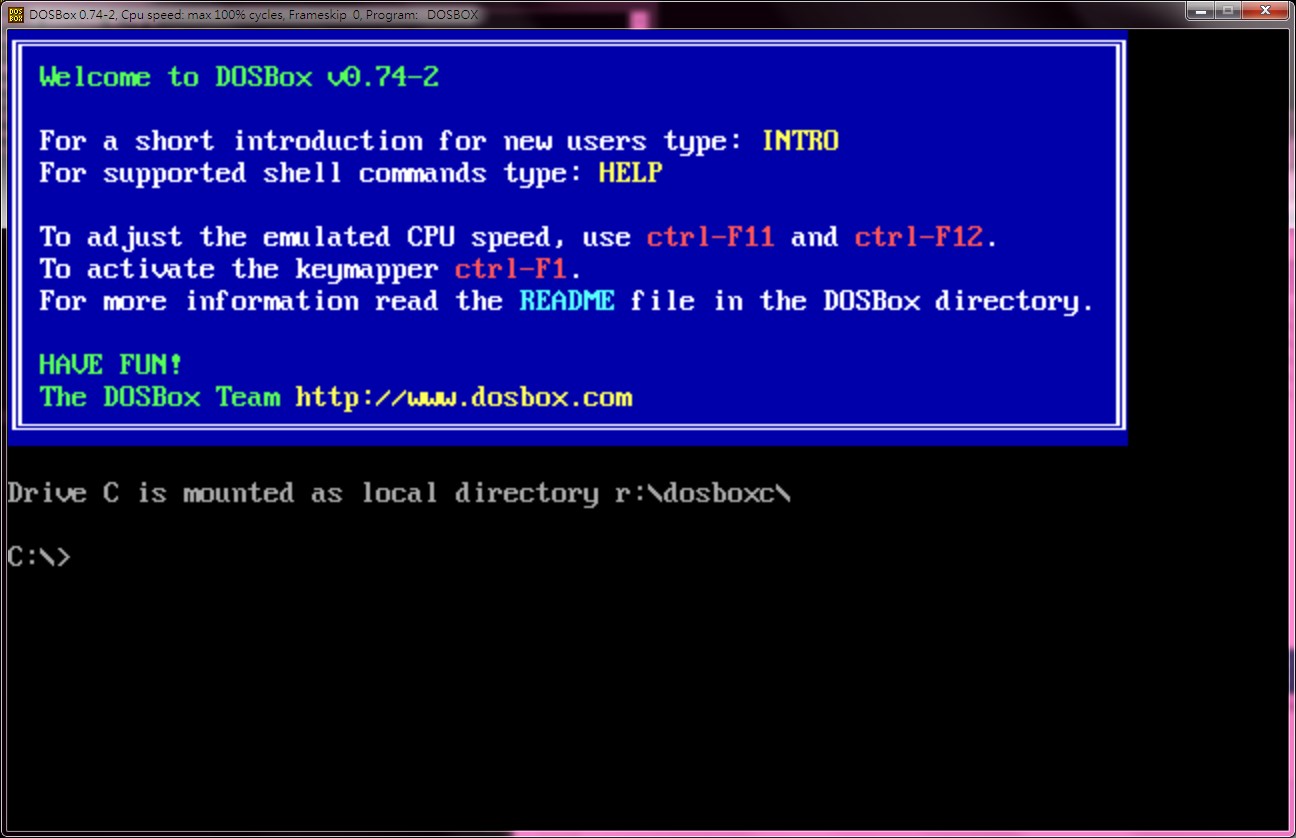 DOSBox 0.74-2, Cpu speed: max 100% cycles, Frameskip 0, Program: DOSBOX
Welcome to DOSBox v0.74-2
For a short introduction for new users type: INTRO
For supported shell commands type: HELP
To adjust the emulated CPU speed, use ctrl-F11 and ctrl-F12.
To activate the keymapper ctrl-F1.
For more information read the README file in the DOSBox directory.
HAVE FUN!
The DOSBox Team http://www.dosbox.com
Drive C is mounted as local directory r:\dosboxc\
C:\>